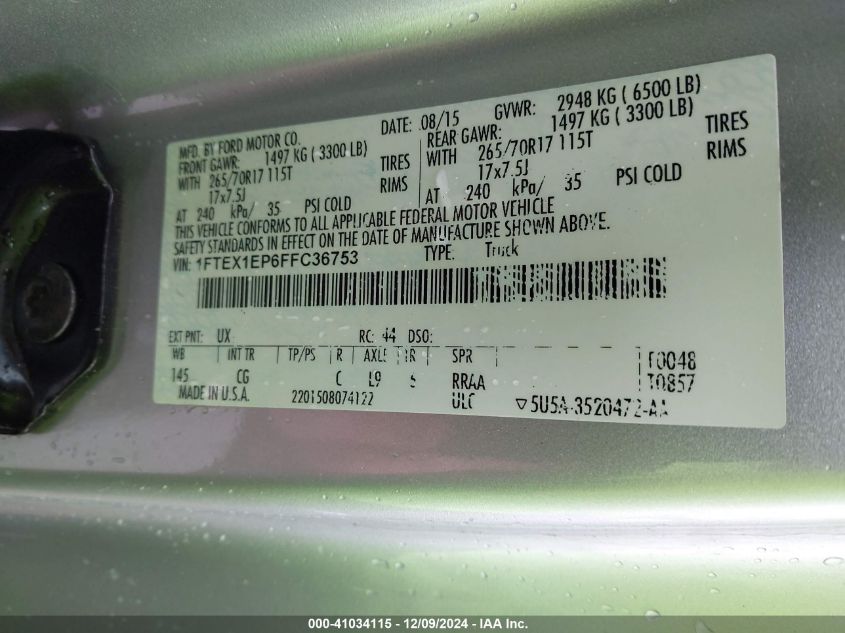 MFD. BY FORD MOTOR CO.
DATE: 08/15 GVWR: 2948 KG ( 6500 LB)
FRONT GAWR: 1497 KG ( 3300 LB) REAR GAWR: 1497 KG ( 3300 LB)
WITH 265/70R17 115T TIRES WITH 265/70R17 115T TIRES
17x7.5J RIMS 17x7.5J RIMS
AT 240 kPa/ 35 PSI COLD AT 240 kPa/ 35 PSI COLD
THIS VEHICLE CONFORMS TO ALL APPLICABLE FEDERAL MOTOR VEHICLE
SAFETY STANDARDS IN EFFECT ON THE DATE OF MANUFACTURE SHOWN ABOVE.
VIN: 1FTEX1EP6FFC36753 TYPE: Truck
EXT PNT: UX RC: 44 DSO:
WB INT TR TP/PS R AXLE TR SPR F0048
145 CG C L9 RRAA T0857
MADE IN U.S.A. 2201508074122 ULC ▽5U5A-3520472-AA
000-41034115 - 12/09/2024 - IAA Inc.